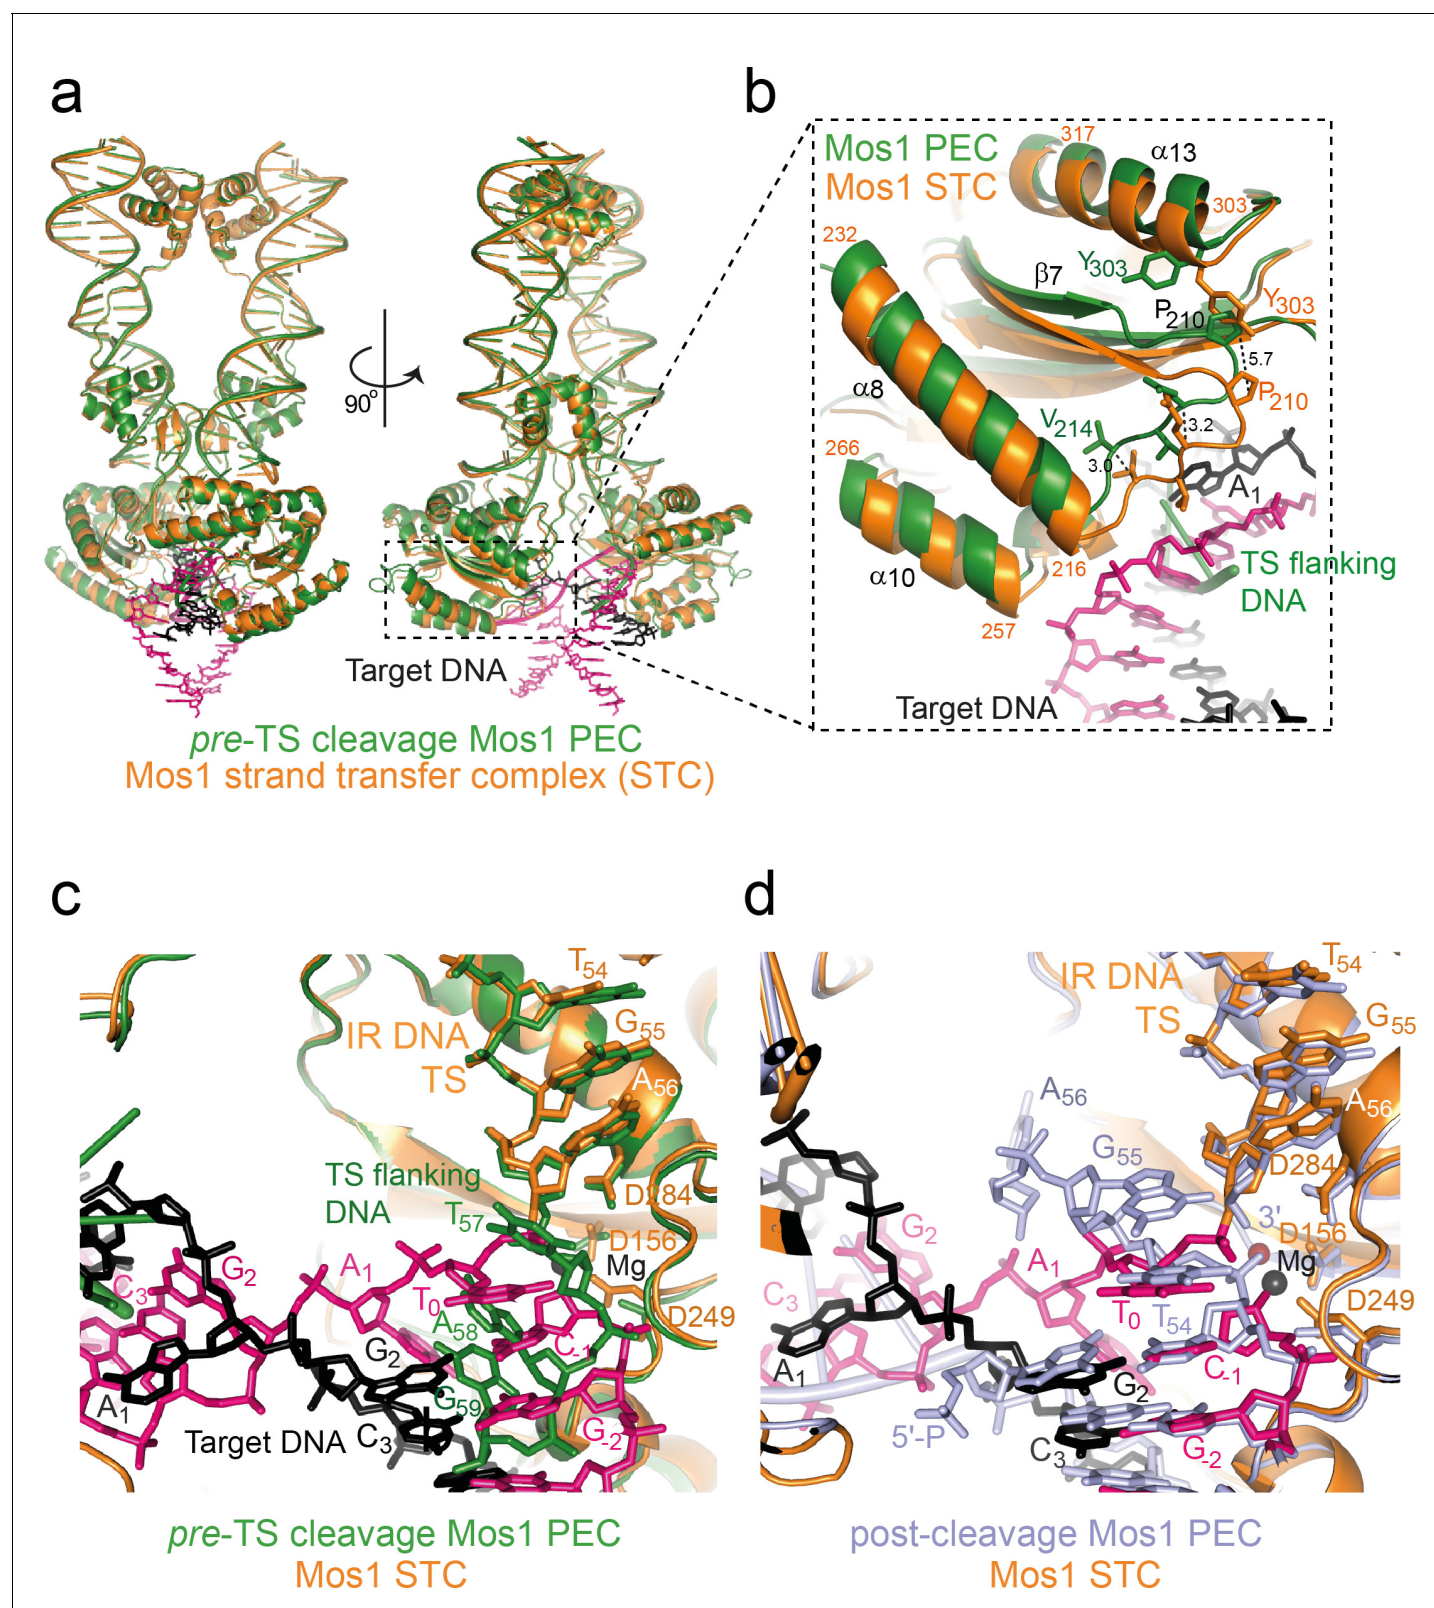 a
90°
Target DNA
pre-TS cleavage Mos1 PEC
Mos1 strand transfer complex (STC)
b
Mos1 PEC
Mos1 STC
317
α13
303
232
Y303
β7
P210
Y303
5.7
α8
P210
V214
3.2
3.0
266
A1
α10
216
TS flanking
DNA
257
Target DNA
c
T54
IR DNA
TS
G55
A56
TS flanking
DNA
D284
T57
D156
Mg
G2
A1
C3
T0
D249
A58
C-1
G2
G59
A1
Target DNA
C3
G-2
pre-TS cleavage Mos1 PEC
Mos1 STC
d
IR DNA
TS
T54
G55
A56
A56
G55
D284
3'
G2
D156
A1
Mg
C3
T0
T54
D249
A1
C-1
G2
5'-P
C3
G-2
post-cleavage Mos1 PEC
Mos1 STC